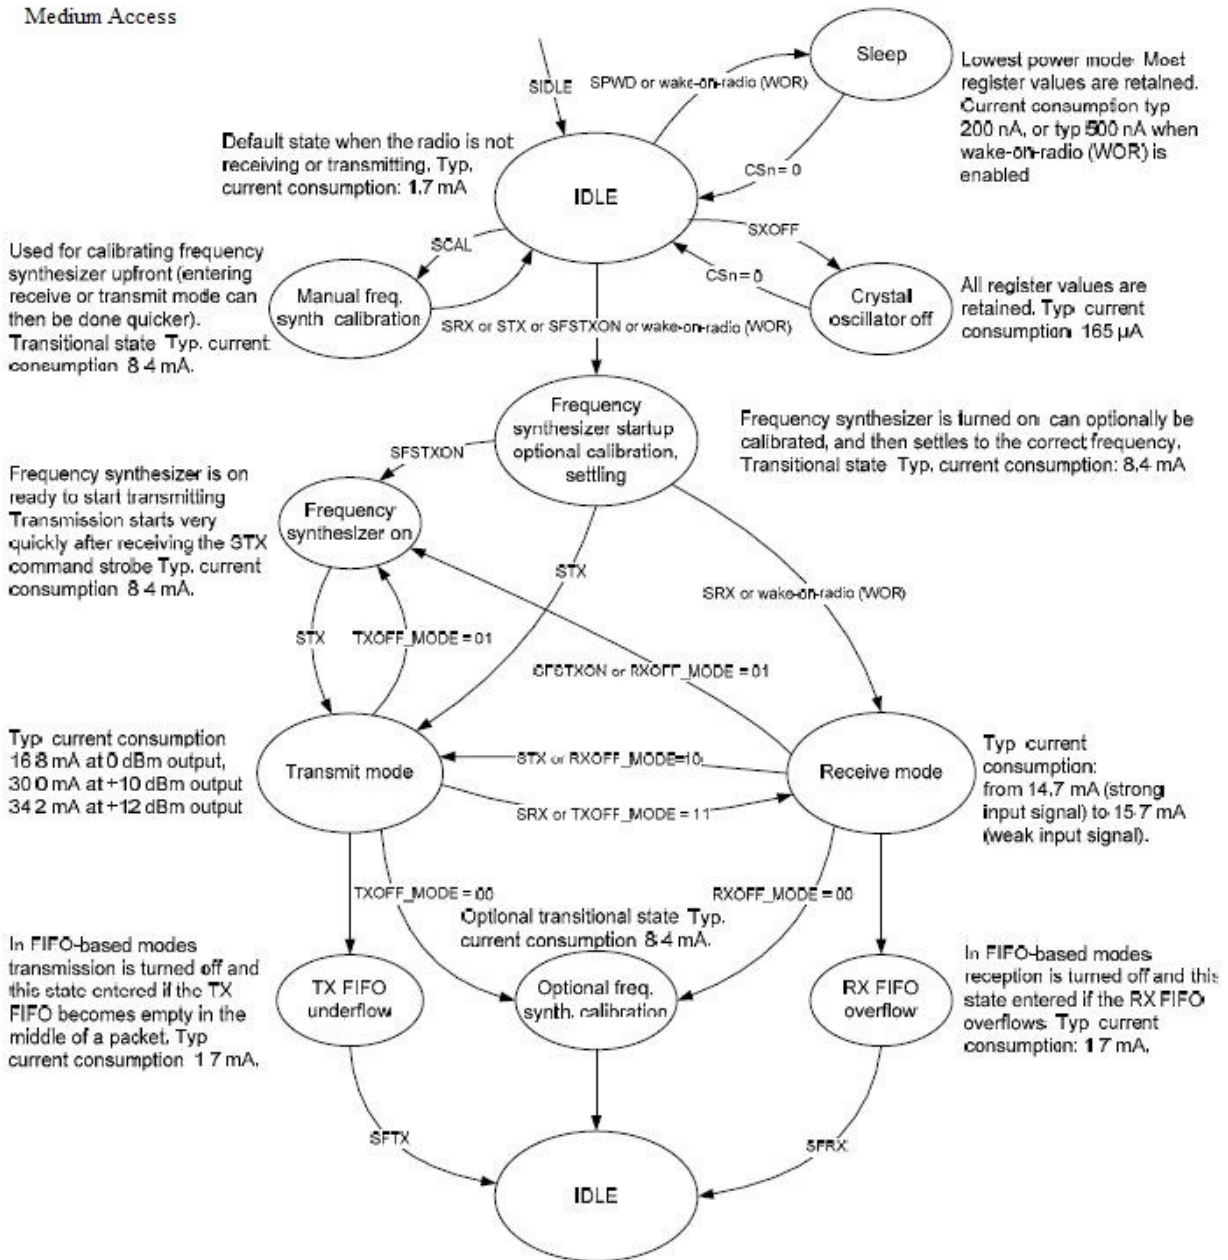 Medium Access
Sleep
Lowest power mode. Most
register values are retained.
Current consumption typ
200 nA, or typ 500 nA when
wake-on-radio (WOR) is
enabled
SIDLE
SPWD or wake-on-radio (WOR)
CSn = 0
Default state when the radio is not
receiving or transmitting. Typ.
current consumption: 1.7 mA
IDLE
SXOFF
CSn = 0
Crystal
oscillator off
All register values are
retained. Typ current
consumption 165 µA
SCAL
Used for calibrating frequency
synthesizer upfront (entering
receive or transmit mode can
then be done quicker).
Transitional state Typ. current
consumption 8.4 mA.
Manual freq.
synth calibration
SRX or STX or SFSTXON or wake-on-radio (WOR)
Frequency
synthesizer startup
optional calibration,
settling
Frequency synthesizer is turned on can optionally be
calibrated, and then settles to the correct frequency.
Transitional state Typ. current consumption: 8.4 mA
SFSTXON
Frequency synthesizer is on
ready to start transmitting
Transmission starts very
quickly after receiving the STX
command strobe Typ. current
consumption 8.4 mA.
Frequency
synthesizer on
STX
SRX or wake-on-radio (WOR)
STX
TXOFF_MODE = 01
SFSTXON or RXOFF_MODE = 01
Typ. current consumption
16.8 mA at 0 dBm output,
30.0 mA at +10 dBm output
34.2 mA at +12 dBm output
Transmit mode
STX or RXOFF_MODE=10
SRX or TXOFF_MODE = 11
Receive mode
Typ current
consumption:
from 14.7 mA (strong
input signal) to 15.7 mA
(weak input signal).
TXOFF_MODE = 00
RXOFF_MODE = 00
Optional transitional state Typ.
current consumption 8.4 mA.
In FIFO-based modes
transmission is turned off and
this state entered if the TX
FIFO becomes empty in the
middle of a packet. Typ
current consumption 1.7 mA.
TX FIFO
underflow
Optional freq.
synth. calibration
RX FIFO
overflow
In FIFO-based modes
reception is turned off and this
state entered if the RX FIFO
overflows Typ current
consumption: 1.7 mA.
SFTX
SFRX
IDLE